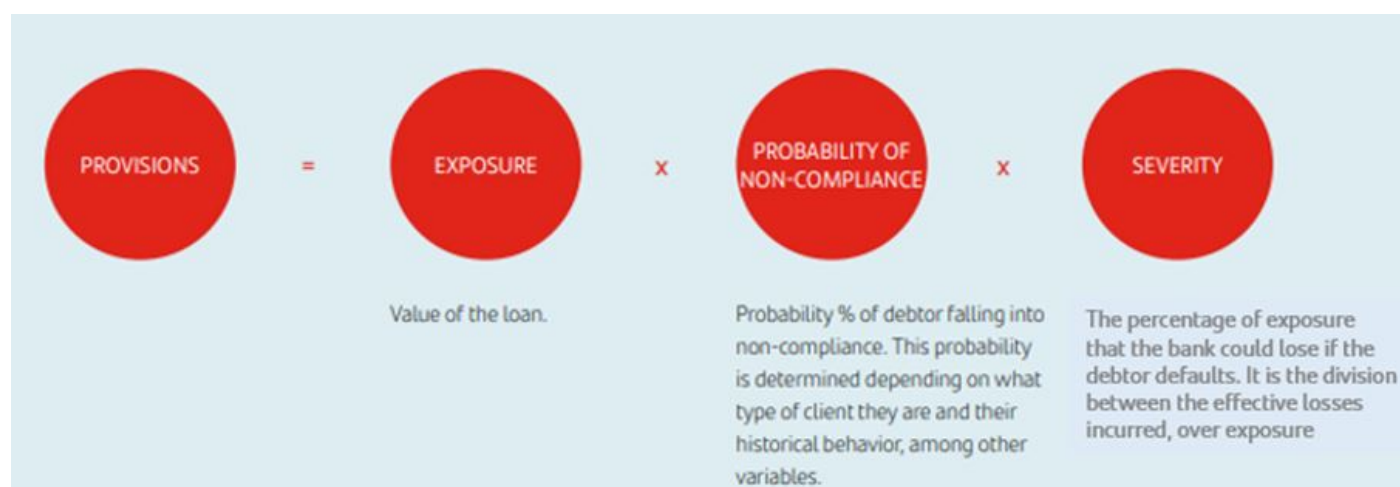 PROVISIONS
=
EXPOSURE
x
PROBABILITY OF
NON-COMPLIANCE
x
SEVERITY
Value of the loan.
Probability % of debtor falling into
non-compliance. This probability
is determined depending on what
type of client they are and their
historical behavior, among other
variables.
The percentage of exposure
that the bank could lose if the
debtor defaults. It is the division
between the effective losses
incurred, over exposure